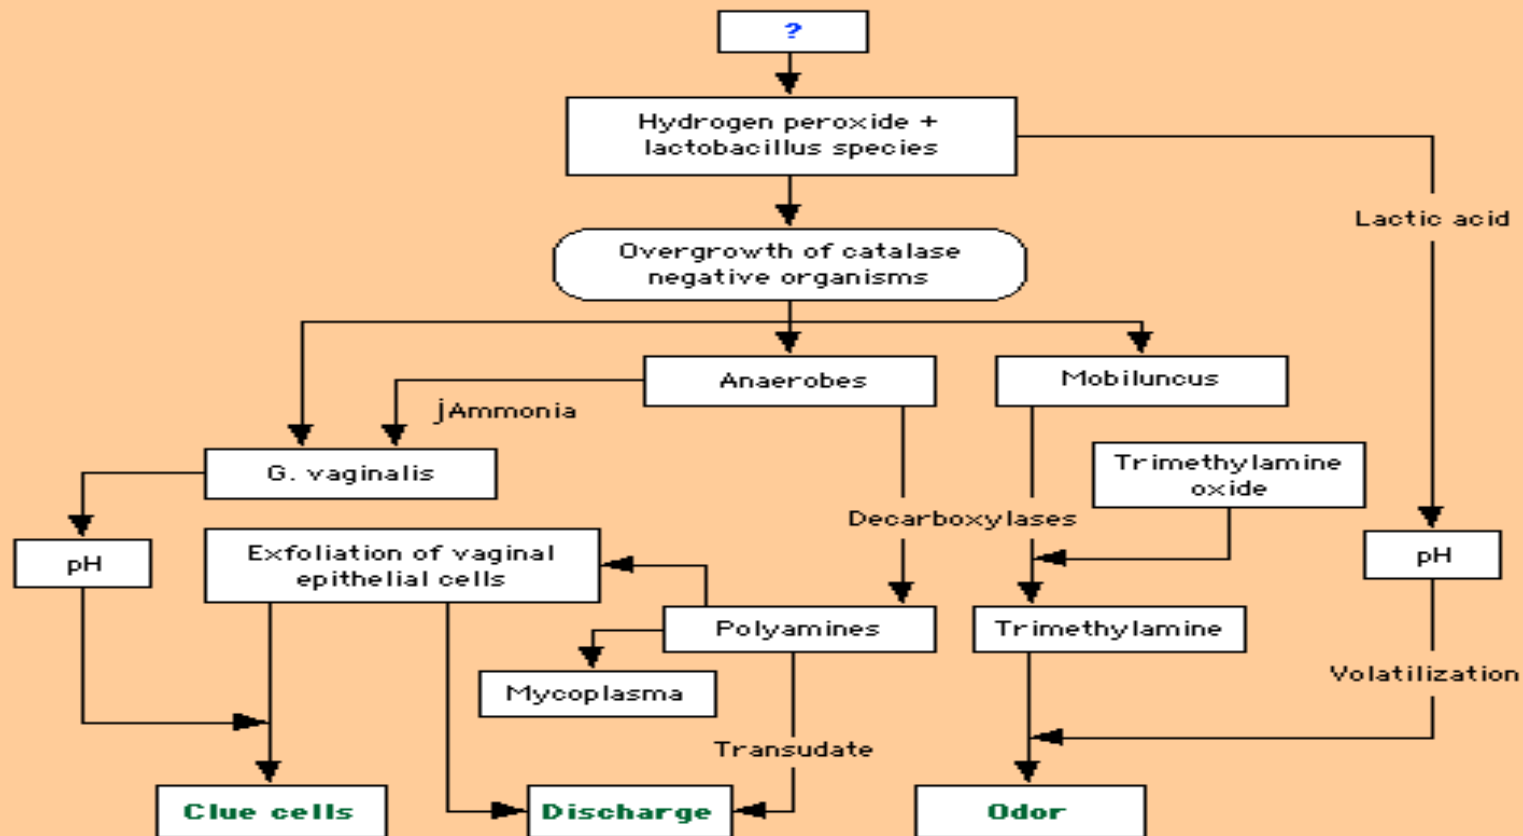 ?
Hydrogen peroxide +
lactobacillus species
Lactic acid
Overgrowth of catalase
negative organisms
Anaerobes
Mobiluncus
jAmmonia
G. vaginalis
Trimethylamine
oxide
Decarboxylases
pH
Exfoliation of vaginal
epithelial cells
pH
Polyamines
Trimethylamine
Mycoplasma
Volatilization
Transudate
Clue cells
Discharge
Odor